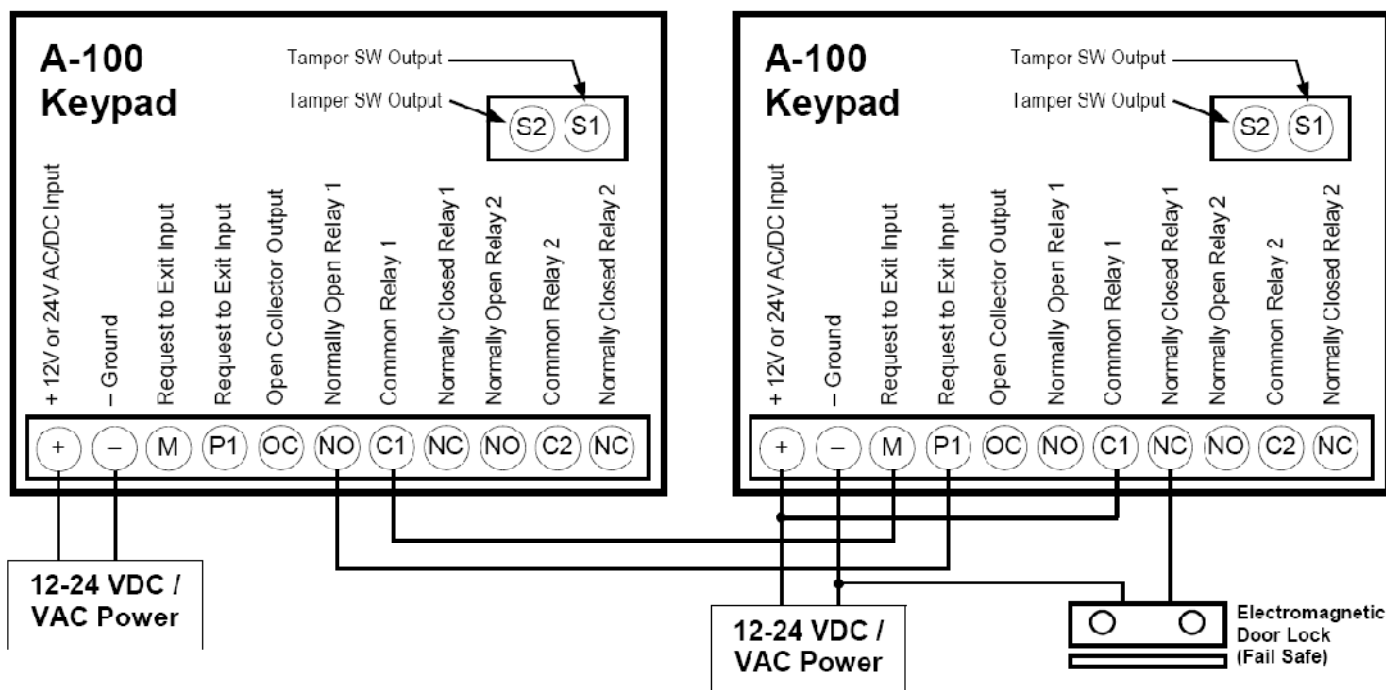 A-100
Keypad
Tampor SW Output
Tamper SW Output
S2 S1
+ 12V or 24V AC/DC Input
– Ground
Request to Exit Input
Request to Exit Input
Open Collector Output
Normally Open Relay 1
Common Relay 1
Normally Closed Relay 1
Normally Open Relay 2
Common Relay 2
Normally Closed Relay 2
+ – M P1 OC NO C1 NC NO C2 NC
12-24 VDC /
VAC Power
A-100
Keypad
Tampor SW Output
Tamper SW Output
S2 S1
+ 12V or 24V AC/DC Input
– Ground
Request to Exit Input
Request to Exit Input
Open Collector Output
Normally Open Relay 1
Common Relay 1
Normally Closed Relay 1
Normally Open Relay 2
Common Relay 2
Normally Closed Relay 2
+ – M P1 OC NO C1 NC NO C2 NC
12-24 VDC /
VAC Power
Electromagnetic
Door Lock
(Fail Safe)